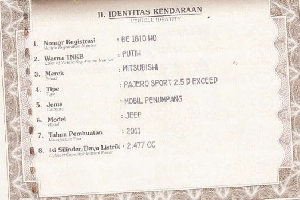 II. IDENTITAS KENDARAAN
1. Nomor Registrasi : BE 1810 WO
2. Warna TNKB : PUTIH
3. Merek : MITSUBISHI
4. Tipe : PAJERO SPORT 2.5 D EXCEED
5. Jenis : MOBIL PENUMPANG
6. Model : JEEP
7. Tahun Pembuatan : 2001
8. Isi Silinder/Daya Listrik : 2.477 CC